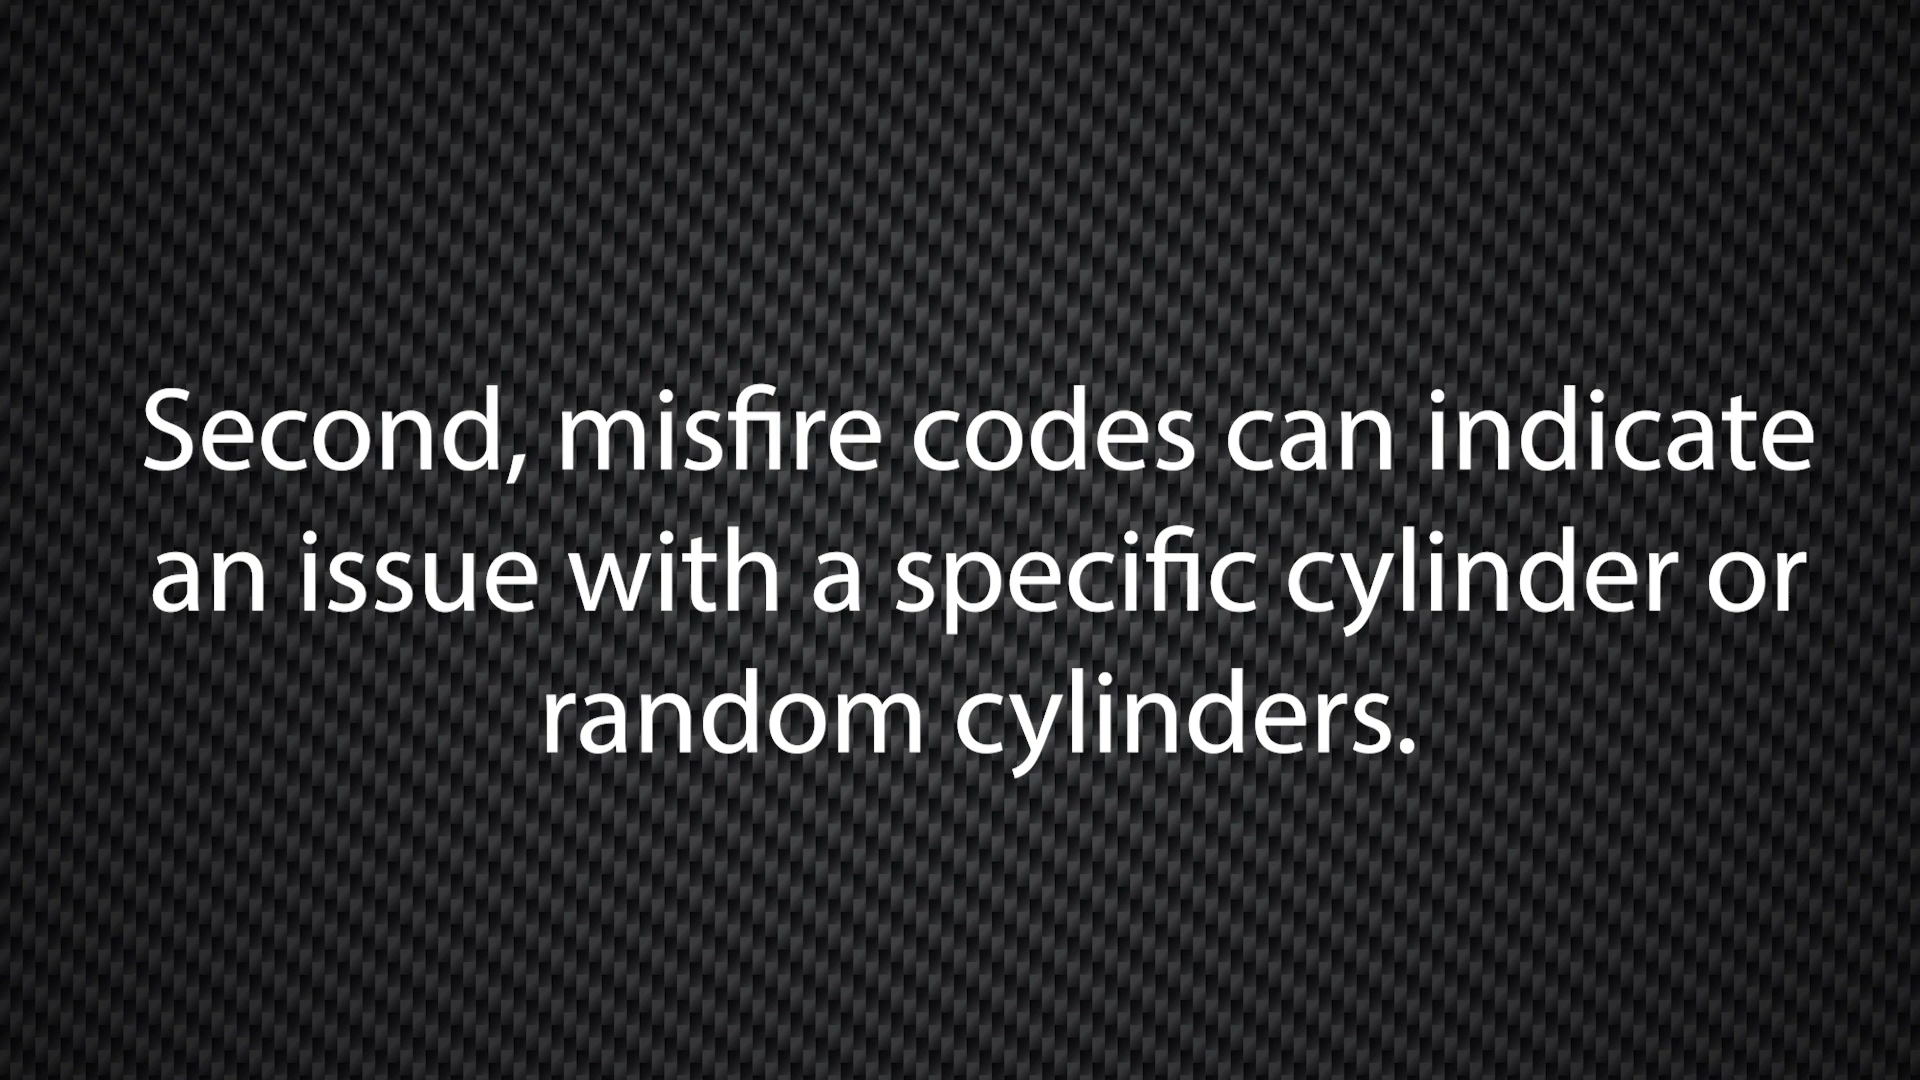 Second, misfire codes can indicate
an issue with a specific cylinder or
random cylinders.